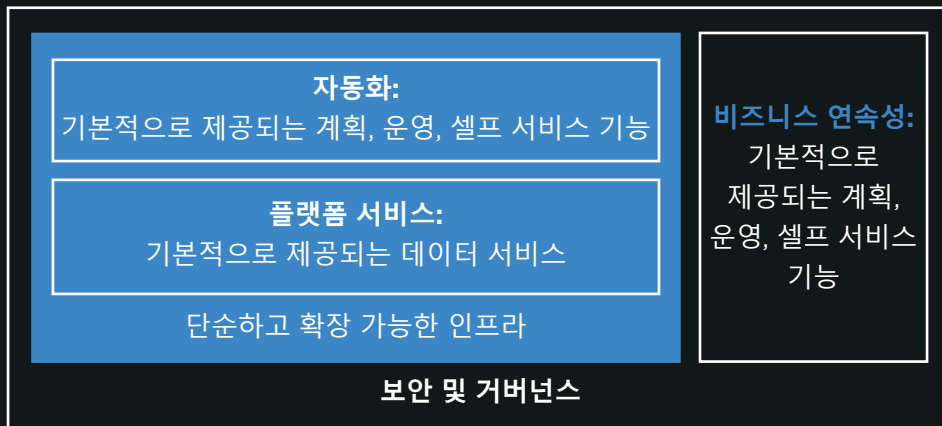 자동화:
기본적으로 제공되는 계획, 운영, 셀프 서비스 기능
플랫폼 서비스:
기본적으로 제공되는 데이터 서비스
단순하고 확장 가능한 인프라
비즈니스 연속성:
기본적으로
제공되는 계획,
운영, 셀프 서비스
기능
보안 및 거버넌스